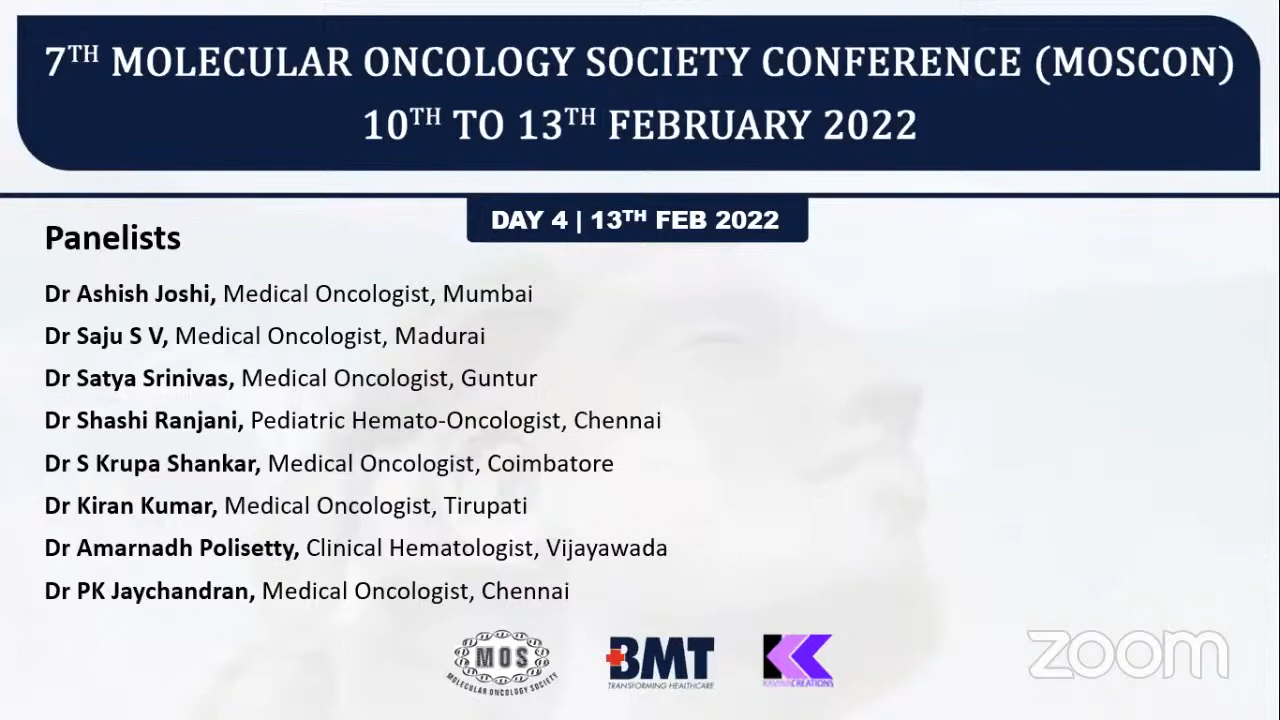 7TH MOLECULAR ONCOLOGY SOCIETY CONFERENCE (MOSCON)
10TH TO 13TH FEBRUARY 2022
DAY 4 | 13TH FEB 2022
Panelists
Dr Ashish Joshi, Medical Oncologist, Mumbai
Dr Saju S V, Medical Oncologist, Madurai
Dr Satya Srinivas, Medical Oncologist, Guntur
Dr Shashi Ranjani, Pediatric Hemato-Oncologist, Chennai
Dr S Krupa Shankar, Medical Oncologist, Coimbatore
Dr Kiran Kumar, Medical Oncologist, Tirupati
Dr Amarnadh Polisetty, Clinical Hematologist, Vijayawada
Dr PK Jaychandran, Medical Oncologist, Chennai
MOS
MOLECULAR ONCOLOGY SOCIETY
BMT
TRANSFORMING HEALTHCARE
CREATIONS
zoom